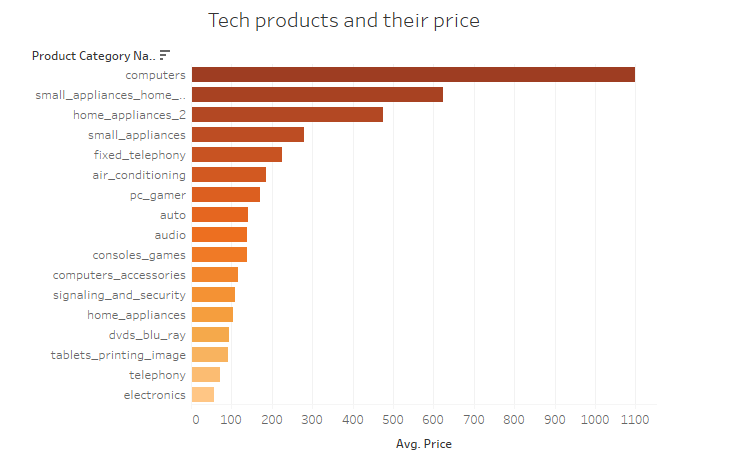 Tech products and their price
Product Category Na..
computers
small_appliances_home_..
home_appliances_2
small_appliances
fixed_telephony
air_conditioning
pc_gamer
auto
audio
consoles_games
computers_accessories
signaling_and_security
home_appliances
dvds_blu_ray
tablets_printing_image
telephony
electronics
0 100 200 300 400 500 600 700 800 900 1000 1100
Avg. Price